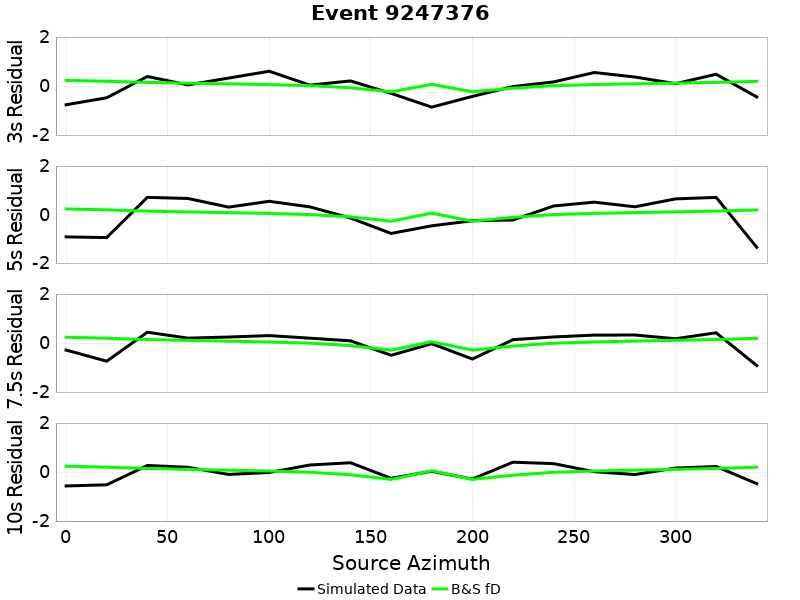 Event 9247376
3s Residual
2
0
-2
5s Residual
2
0
-2
7.5s Residual
2
0
-2
10s Residual
2
0
-2
0 50 100 150 200 250 300
Source Azimuth
Simulated Data B&S fD